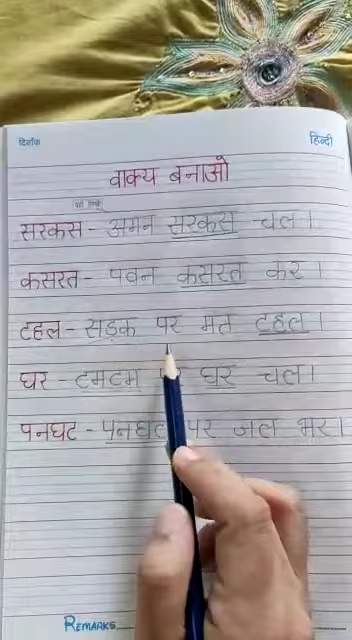 दिनाँक
हिन्दी
वाक्य बनाओ
सरकस - अमन सरकस चल।
कसरत - पवन कसरत कर।
टहल - सड़क पर मत टहल।
घर - टमटम घर चल।
पनघट - पनघट पर जल भर।
REMARKS